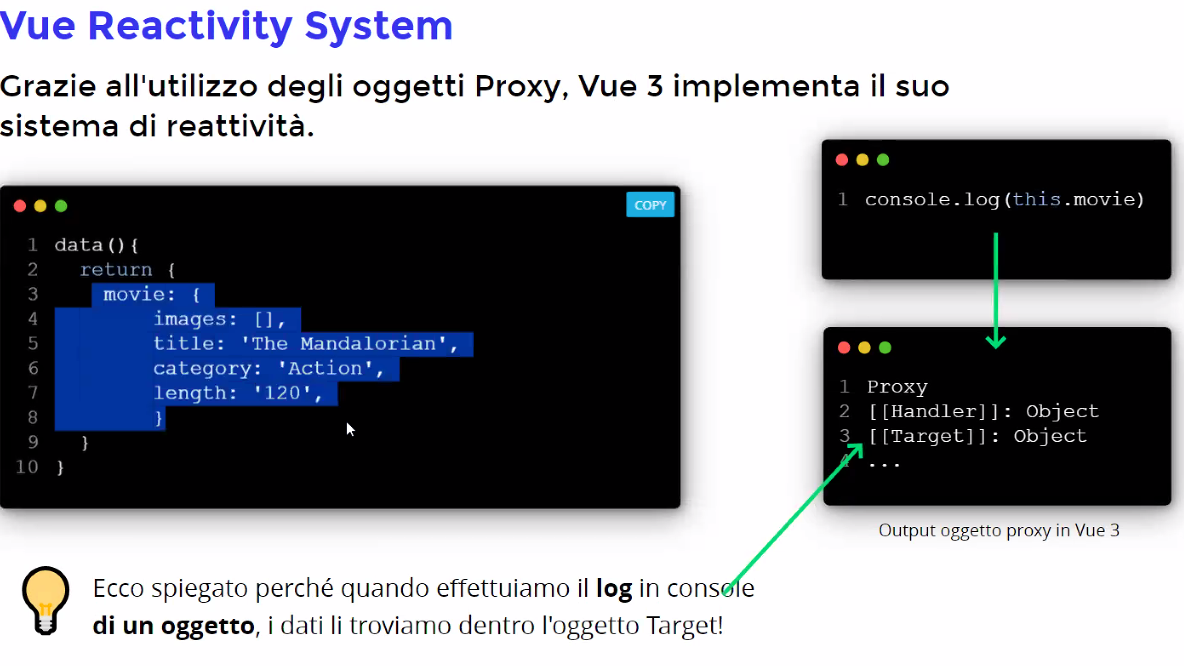 Vue Reactivity System
Grazie all'utilizzo degli oggetti Proxy, Vue 3 implementa il suo
sistema di reattività.
COPY
1 data(){
2 return {
3 movie: {
4 images: [],
5 title: 'The Mandalorian',
6 category: 'Action',
7 length: '120',
8 }
9 }
10 }
1 console.log(this.movie)
1 Proxy
2 [[Handler]]: Object
3 [[Target]]: Object
4 ...
Output oggetto proxy in Vue 3
Ecco spiegato perché quando effettuiamo il log in console
di un oggetto, i dati li troviamo dentro l'oggetto Target!